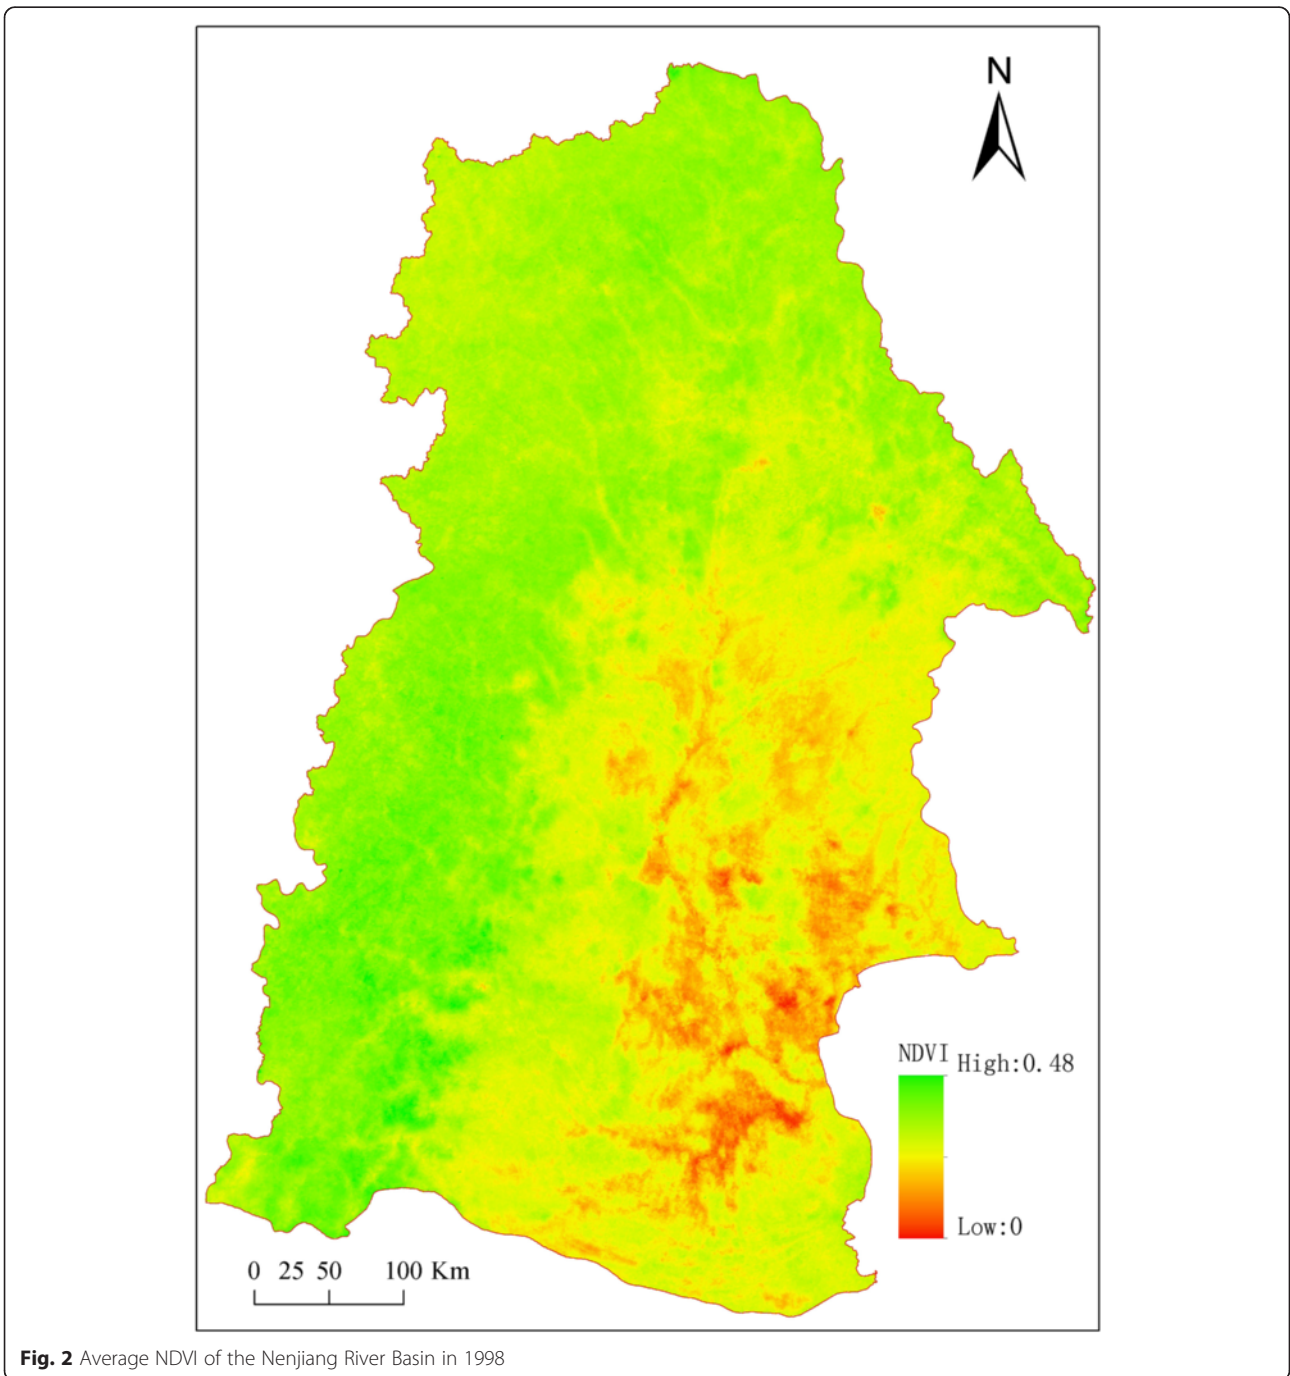 N
NDVI
High:0.48
Low:0
0 25 50 100 Km
Fig. 2 Average NDVI of the Nenjiang River Basin in 1998